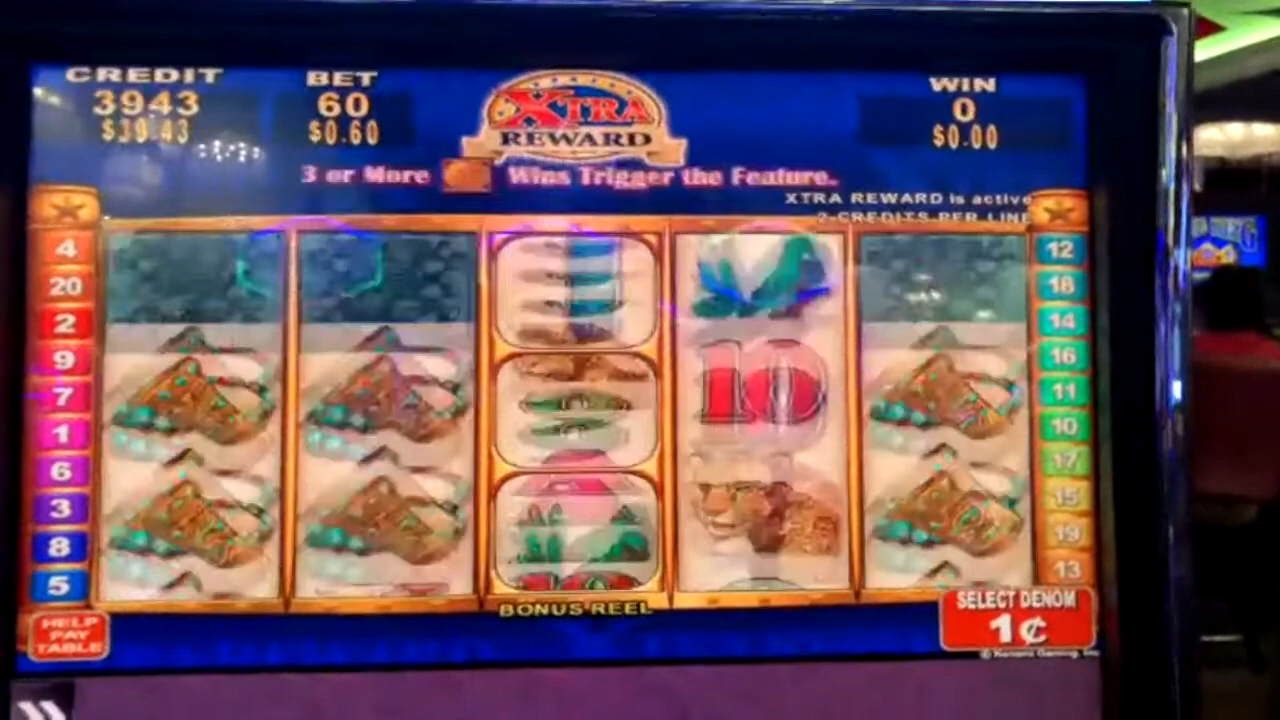 CREDIT
3943
$39.43
BET
60
$0.60
XTRA
REWARD
WIN
0
$0.00
3 or More Wins Trigger the Feature.
XTRA REWARD is active
2 CREDITS PER LINE
4
20
2
9
7
1
6
3
8
5
10
12
18
14
16
11
10
17
15
19
13
BONUS REEL
HELP
PAY
TABLE
SELECT DENOM
1¢
© Konami Gaming, Inc